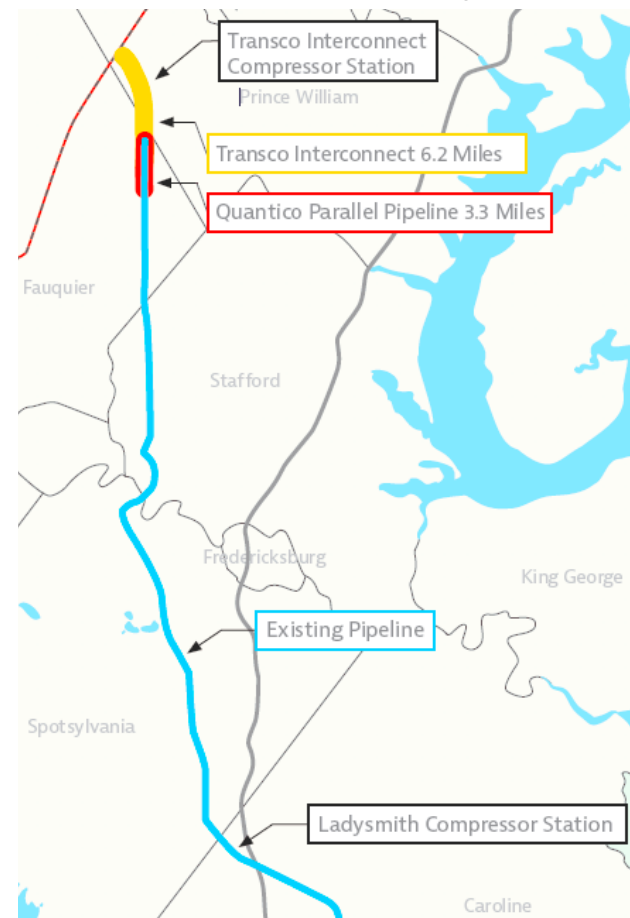 Transco Interconnect
Compressor Station
Prince William
Transco Interconnect 6.2 Miles
Quantico Parallel Pipeline 3.3 Miles
Fauquier
Stafford
Fredericksburg
King George
Existing Pipeline
Spotsylvania
Ladysmith Compressor Station
Caroline